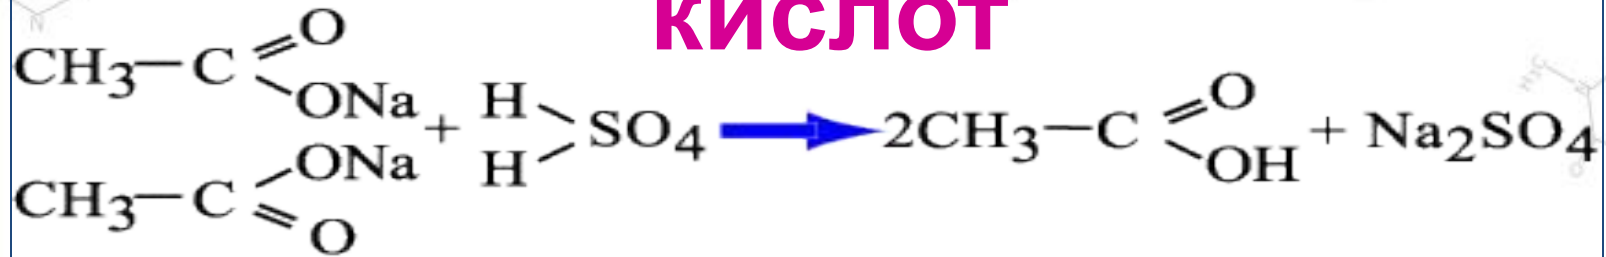 кислот
CH3—C O ONa
CH3—C ONa O
+ H H SO4 2CH3—C O OH + Na2SO4